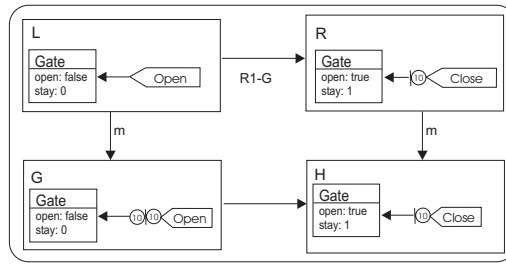 L
Gate
open: false
stay: 0
Open
R1-G
R
Gate
open: true
stay: 1
10
Close
m
m
G
Gate
open: false
stay: 0
10
10
Open
H
Gate
open: true
stay: 1
10
Close